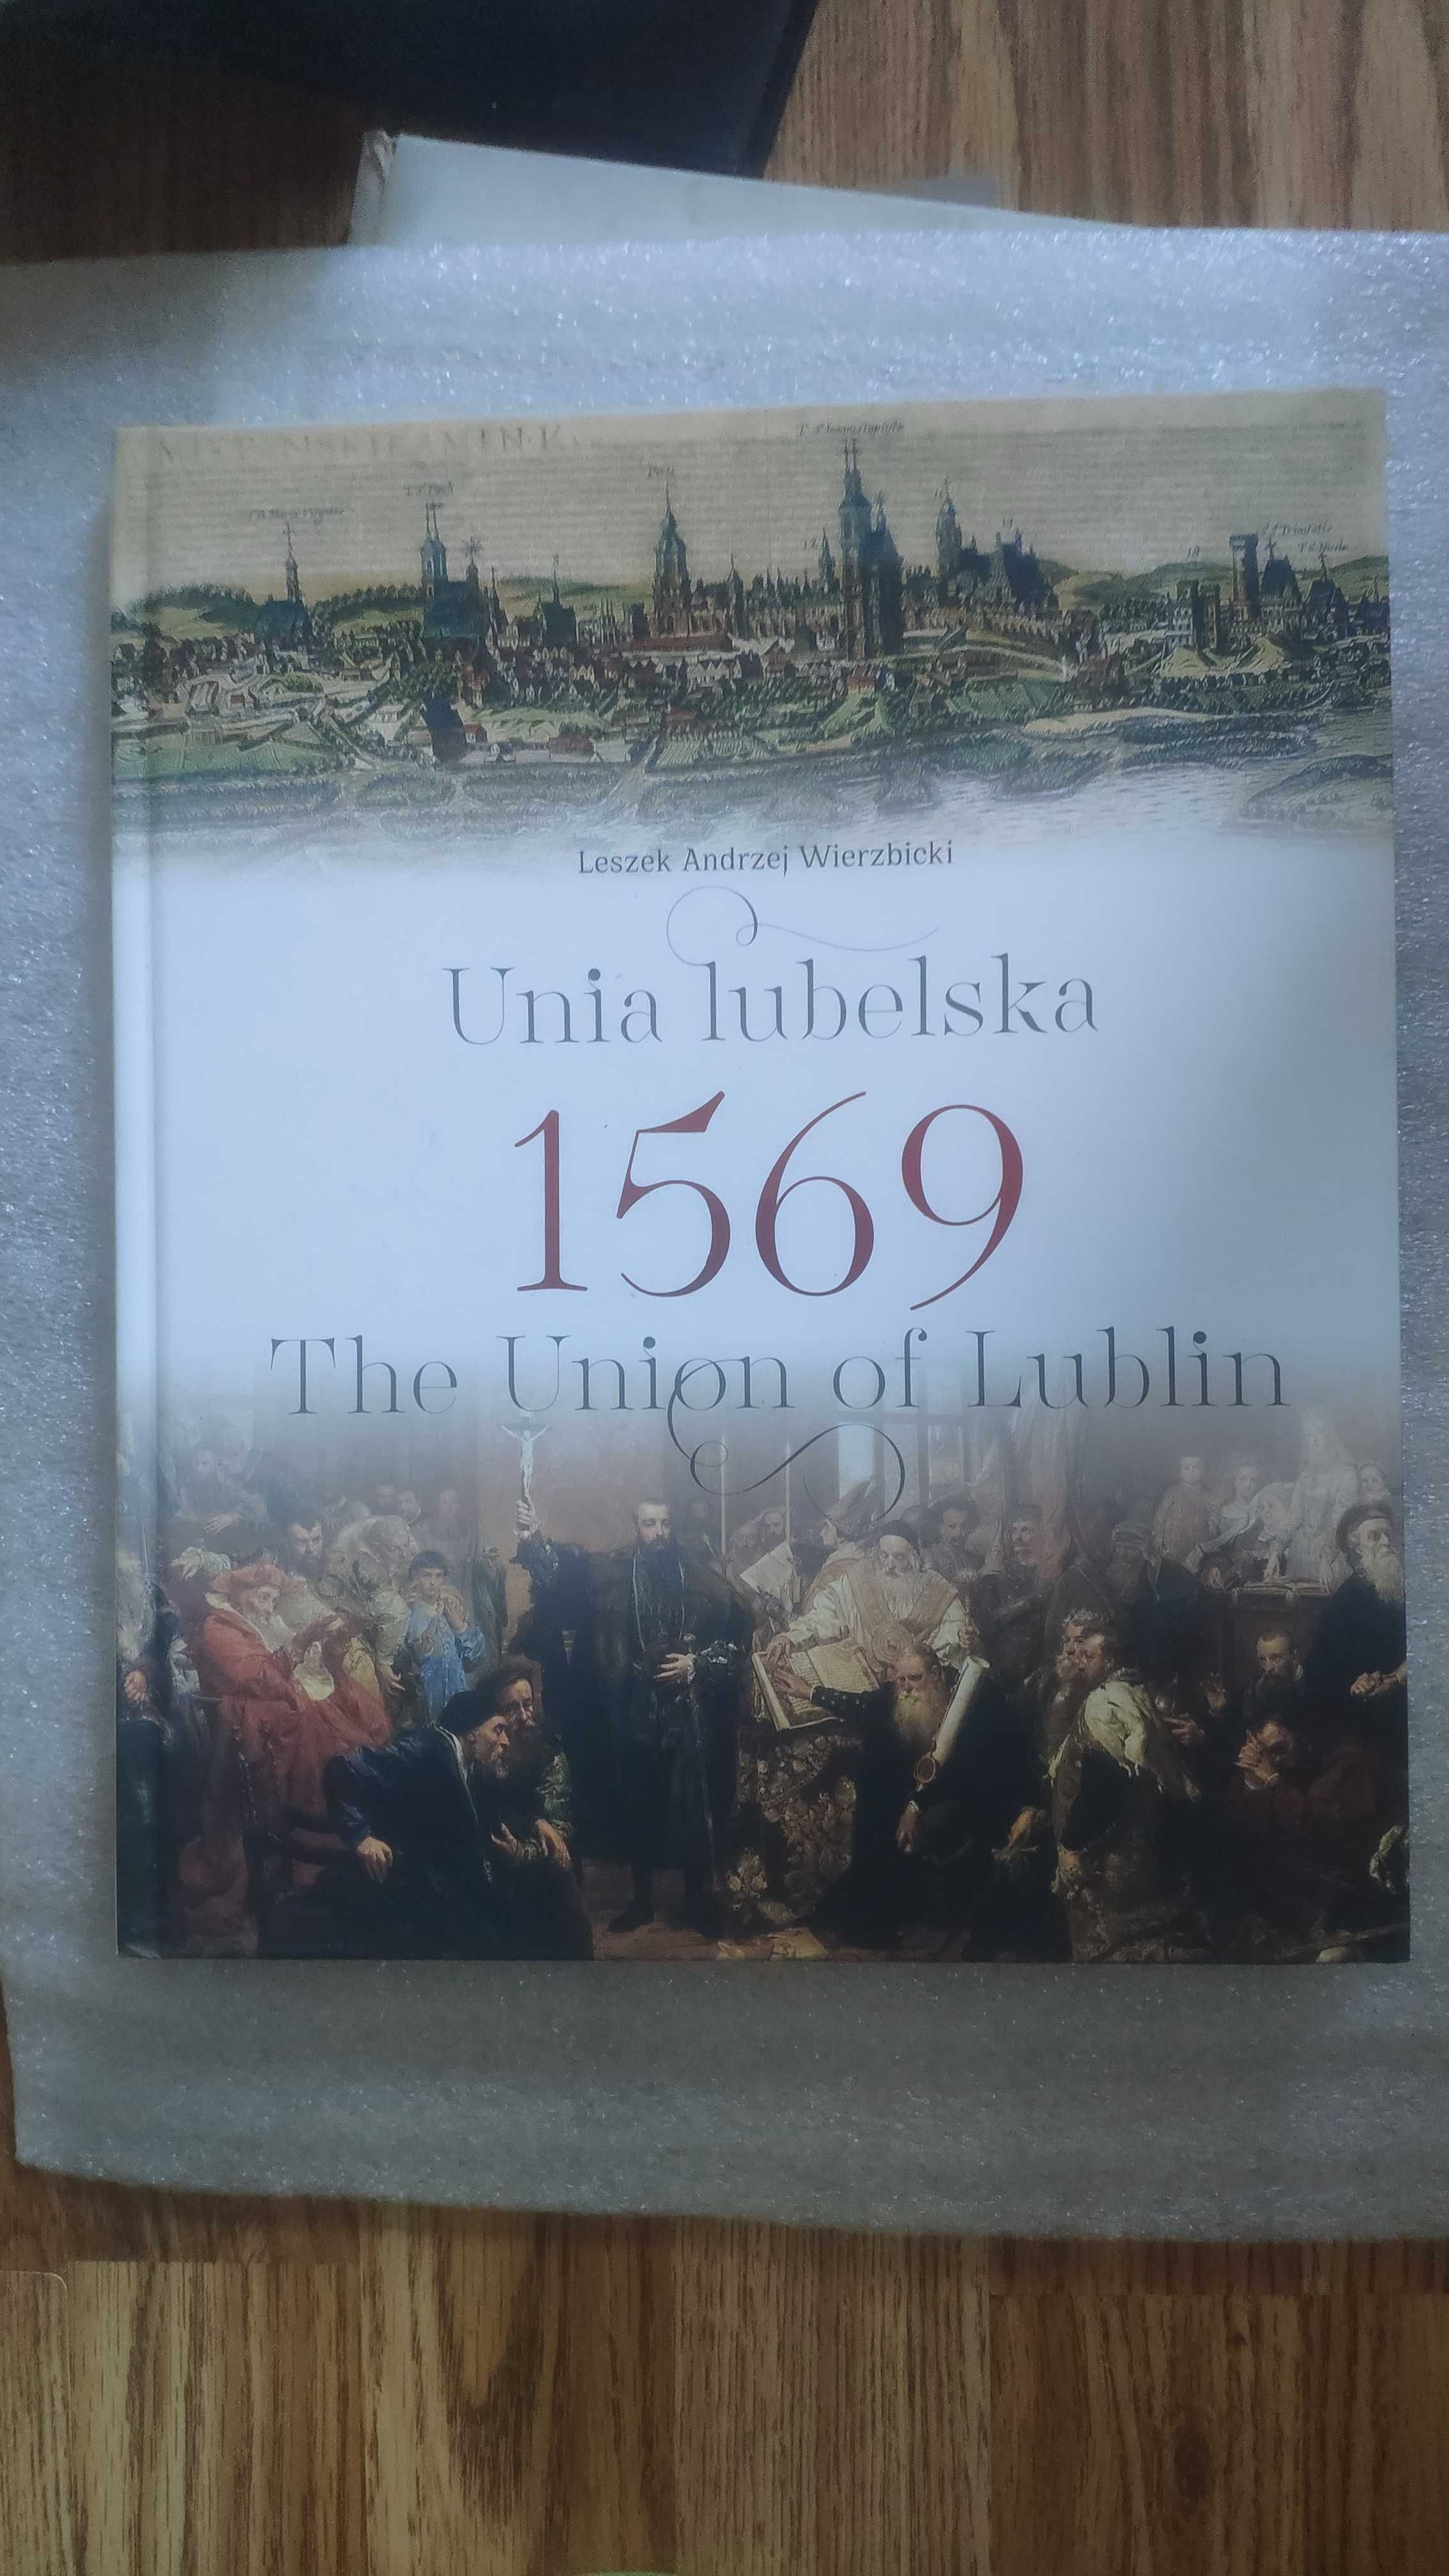 Leszek Andrzej Wierzbicki
Unia lubelska
1569
The Union of Lublin